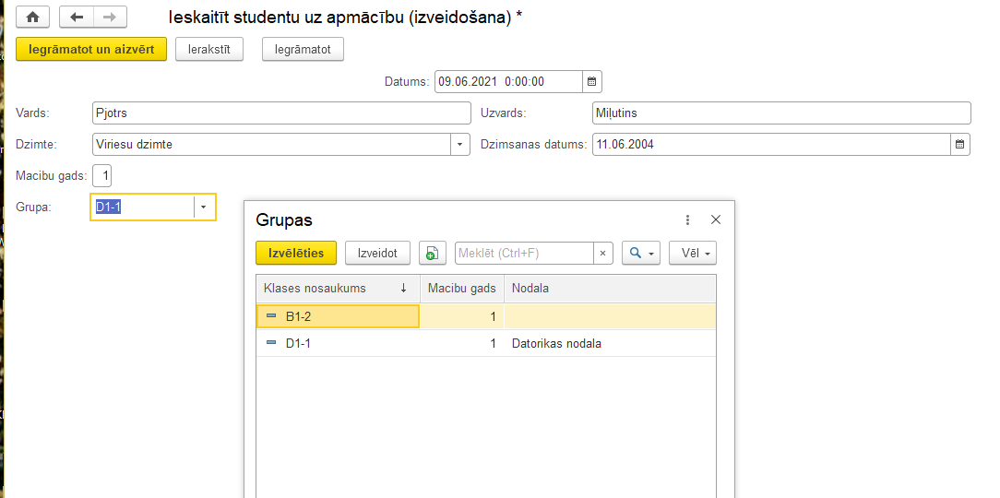 Ieskaitīt studentu uz apmācību (izveidošana) *
Iegrāmatot un aizvērt Ierakstīt Iegrāmatot
Datums: 09.06.2021 0:00:00
Vards: Pjotrs Uzvards: Miļutins
Dzimte: Viriesu dzimte Dzimsanas datums: 11.06.2004
Macibu gads: 1
Grupa: D1-1
Grupas
Izvēlēties Izveidot Meklēt (Ctrl+F) × Vēl
Klases nosaukums ↓ Macibu gads Nodala
B1-2 1
D1-1 1 Datorikas nodala